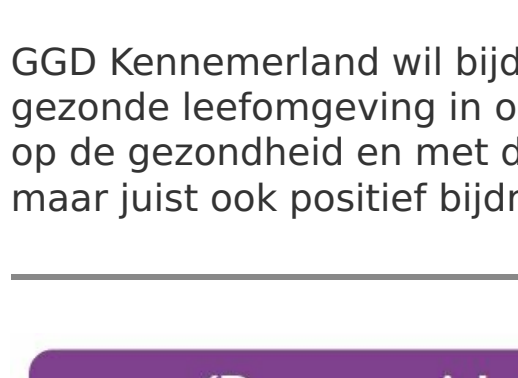 GGD Kennemerland wil bijd
gezonde leefomgeving in o
op de gezondheid en met d
maar juist ook positief bijdr